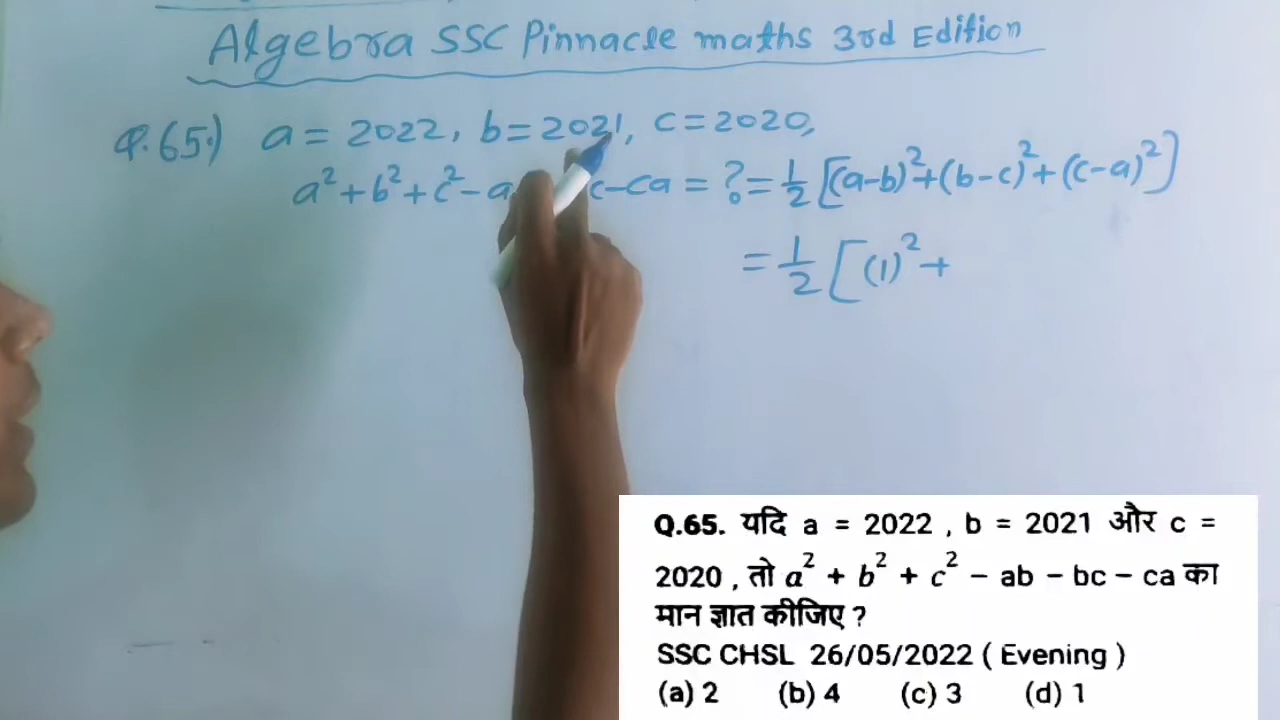 Algebra SSC Pinnacle maths 3rd Edition
Q.65.) a = 2022, b = 2021, c = 2020,
a² + b² + c² - a c - ca = ? = 1/2 [(a-b)² + (b-c)² + (c-a)²]
= 1/2 [(1)² +
Q.65. यदि a = 2022 , b = 2021 और c =
2020 , तो a² + b² + c² − ab − bc − ca का
मान ज्ञात कीजिए ?
SSC CHSL 26/05/2022 ( Evening )
(a) 2 (b) 4 (c) 3 (d) 1